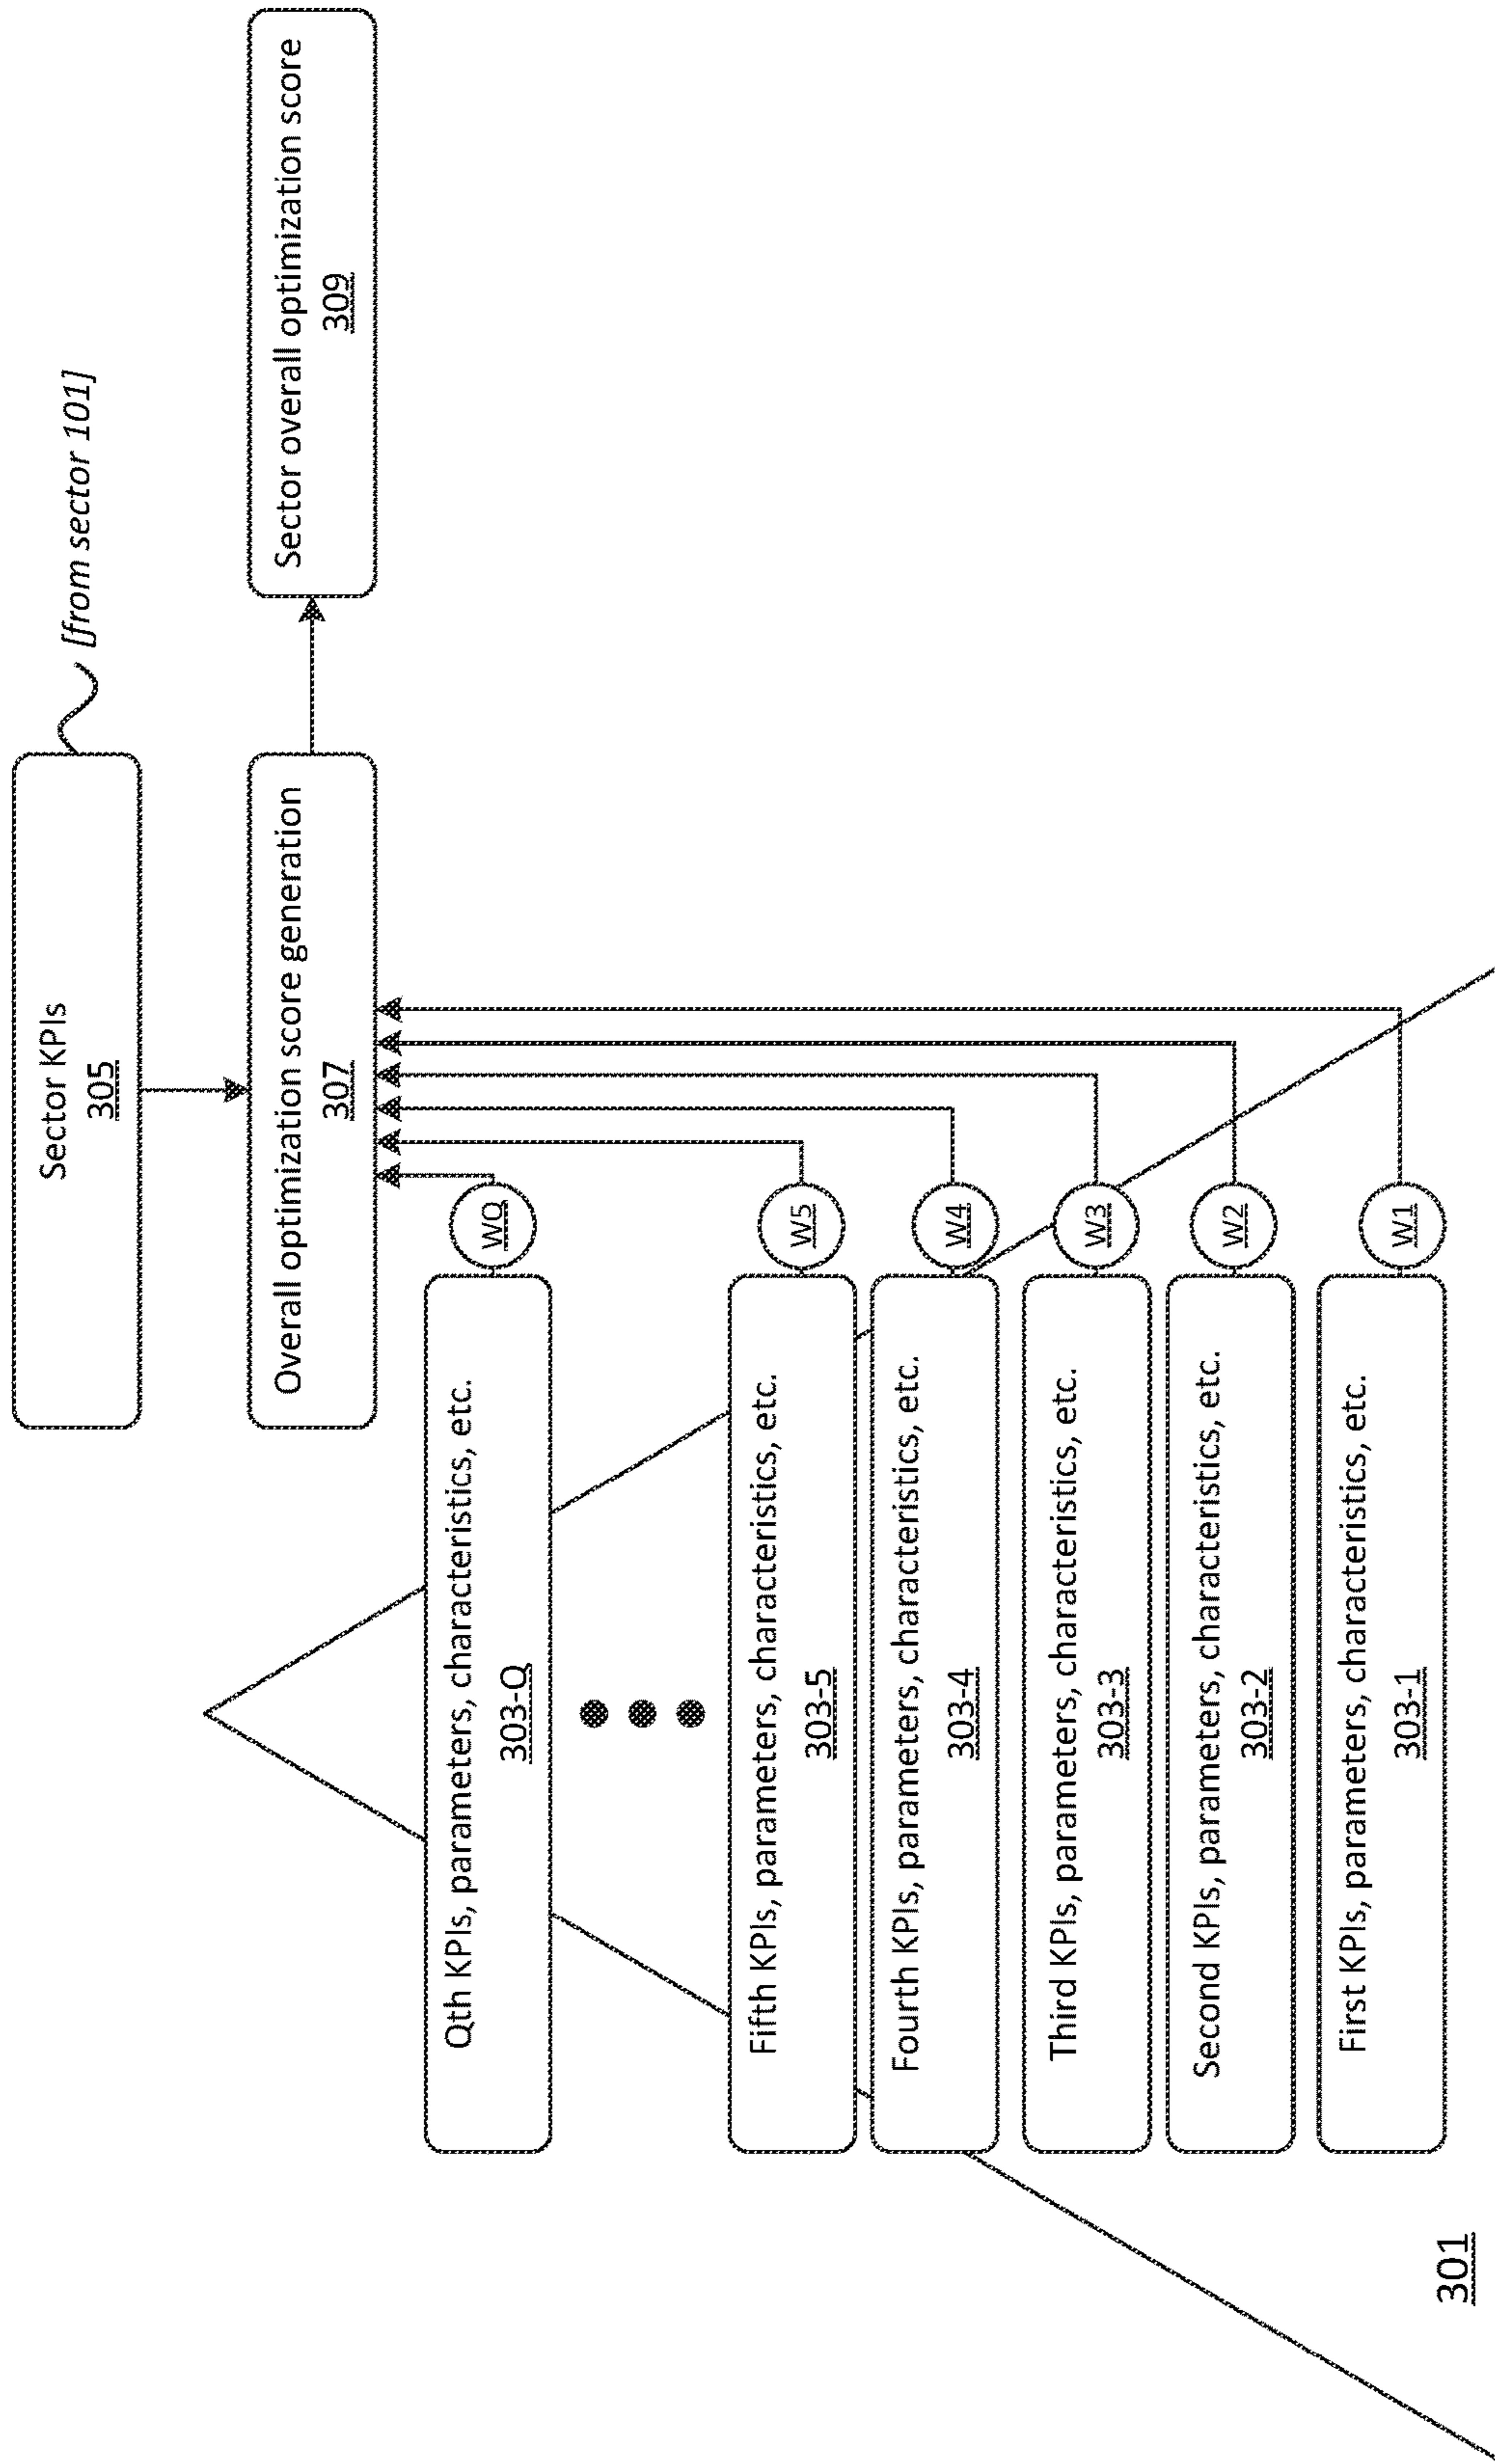 Sector KPIs
305
[from sector 101]
Overall optimization score generation
307
Sector overall optimization score
309
Qth KPIs, parameters, characteristics, etc.
303-Q
WQ
Fifth KPIs, parameters, characteristics, etc.
303-5
W5
Fourth KPIs, parameters, characteristics, etc.
303-4
W4
Third KPIs, parameters, characteristics, etc.
303-3
W3
Second KPIs, parameters, characteristics, etc.
303-2
W2
First KPIs, parameters, characteristics, etc.
303-1
W1
301